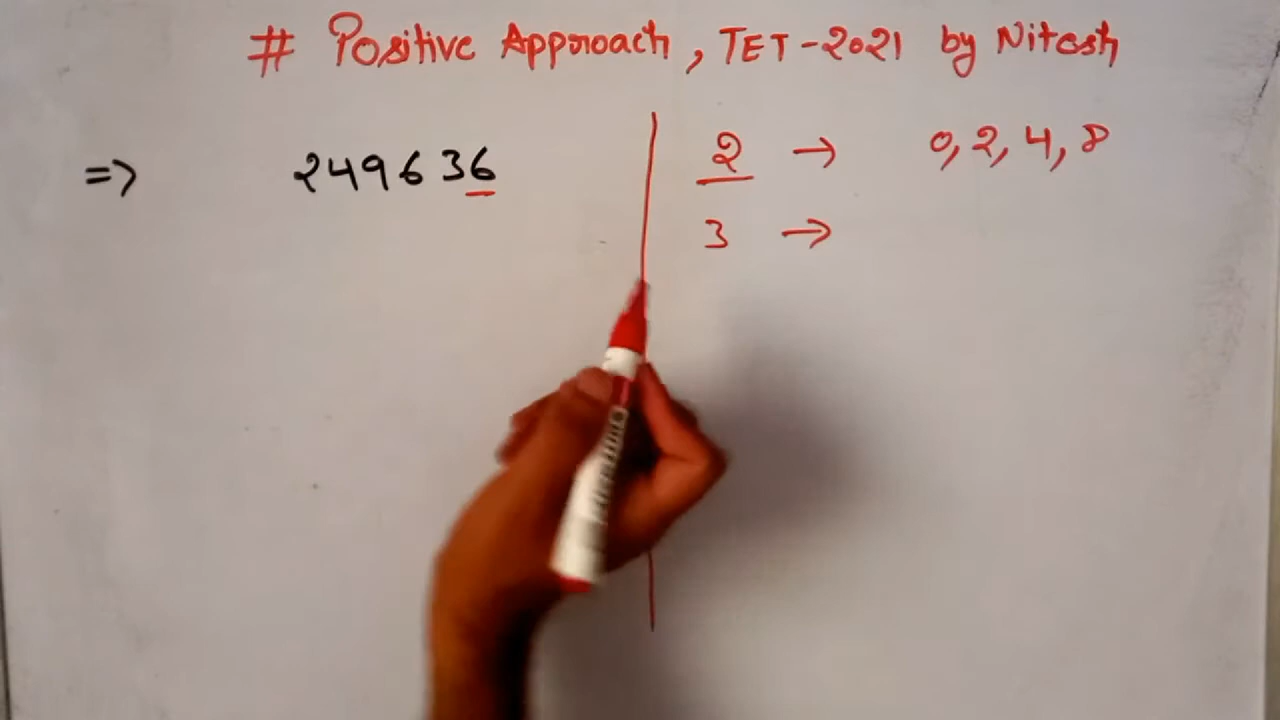 # Positive Approach, TET-2021 by Nitesh
=> 249636
2 → 0, 2, 4, 8
3 →